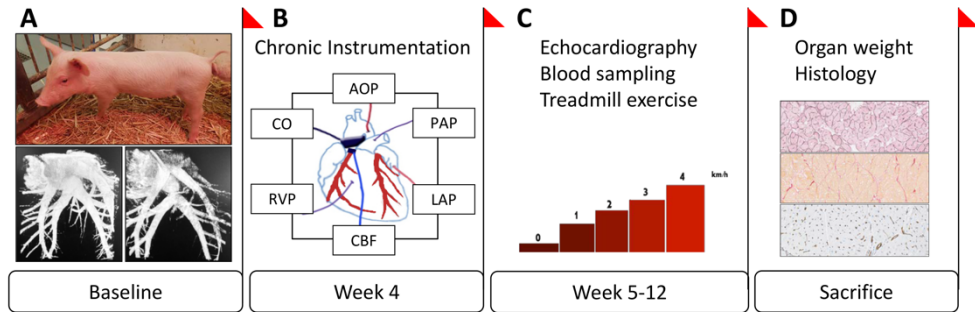 A
Baseline
B
Chronic Instrumentation
AOP
CO
PAP
RVP
LAP
CBF
Week 4
C
Echocardiography
Blood sampling
Treadmill exercise
km/h
4
3
2
1
0
Week 5-12
D
Organ weight
Histology
Sacrifice